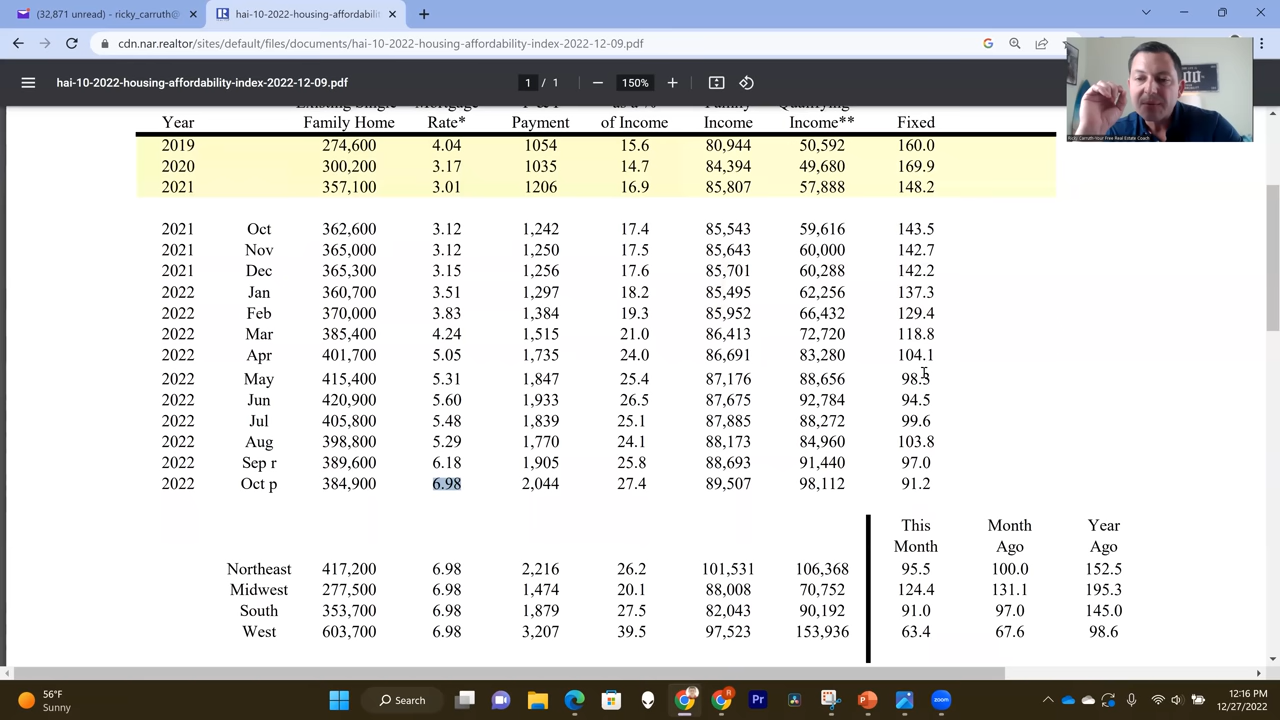 (32,871 unread) - ricky_carruth@
hai-10-2022-housing-affordabili
cdn.nar.realtor/sites/default/files/documents/hai-10-2022-housing-affordability-index-2022-12-09.pdf
hai-10-2022-housing-affordability-index-2022-12-09.pdf
1 / 1
150%
Existing Single Mortgage P & I as a % Family Qualifying
Year Family Home Rate* Payment of Income Income Income** Fixed
2019 274,600 4.04 1054 15.6 80,944 50,592 160.0
2020 300,200 3.17 1035 14.7 84,394 49,680 169.9
2021 357,100 3.01 1206 16.9 85,807 57,888 148.2
2021 Oct 362,600 3.12 1,242 17.4 85,543 59,616 143.5
2021 Nov 365,000 3.12 1,250 17.5 85,643 60,000 142.7
2021 Dec 365,300 3.15 1,256 17.6 85,701 60,288 142.2
2022 Jan 360,700 3.51 1,297 18.2 85,495 62,256 137.3
2022 Feb 370,000 3.83 1,384 19.3 85,952 66,432 129.4
2022 Mar 385,400 4.24 1,515 21.0 86,413 72,720 118.8
2022 Apr 401,700 5.05 1,735 24.0 86,691 83,280 104.1
2022 May 415,400 5.31 1,847 25.4 87,176 88,656 98.3
2022 Jun 420,900 5.60 1,933 26.5 87,675 92,784 94.5
2022 Jul 405,800 5.48 1,839 25.1 87,885 88,272 99.6
2022 Aug 398,800 5.29 1,770 24.1 88,173 84,960 103.8
2022 Sep r 389,600 6.18 1,905 25.8 88,693 91,440 97.0
2022 Oct p 384,900 6.98 2,044 27.4 89,507 98,112 91.2
This Month Year
Month Ago Ago
Northeast 417,200 6.98 2,216 26.2 101,531 106,368 95.5 100.0 152.5
Midwest 277,500 6.98 1,474 20.1 88,008 70,752 124.4 131.1 195.3
South 353,700 6.98 1,879 27.5 82,043 90,192 91.0 97.0 145.0
West 603,700 6.98 3,207 39.5 97,523 153,936 63.4 67.6 98.6
Ricky Carruth-Your Free Real Estate Coach
56°F
Sunny
Search
Pr
zoom
12:16 PM
12/27/2022